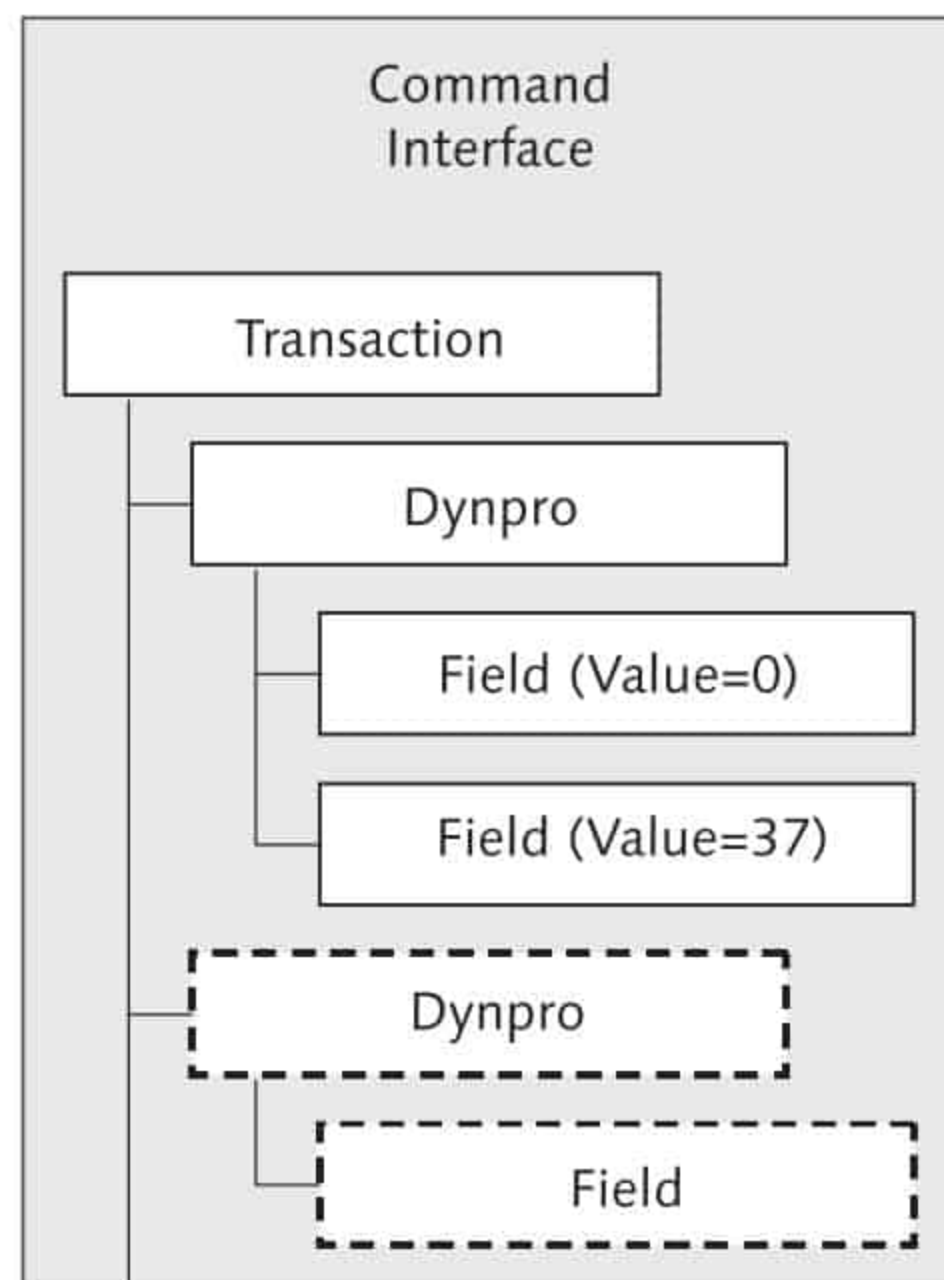 Command
Interface
Transaction
Dynpro
Field (Value=0)
Field (Value=37)
Dynpro
Field